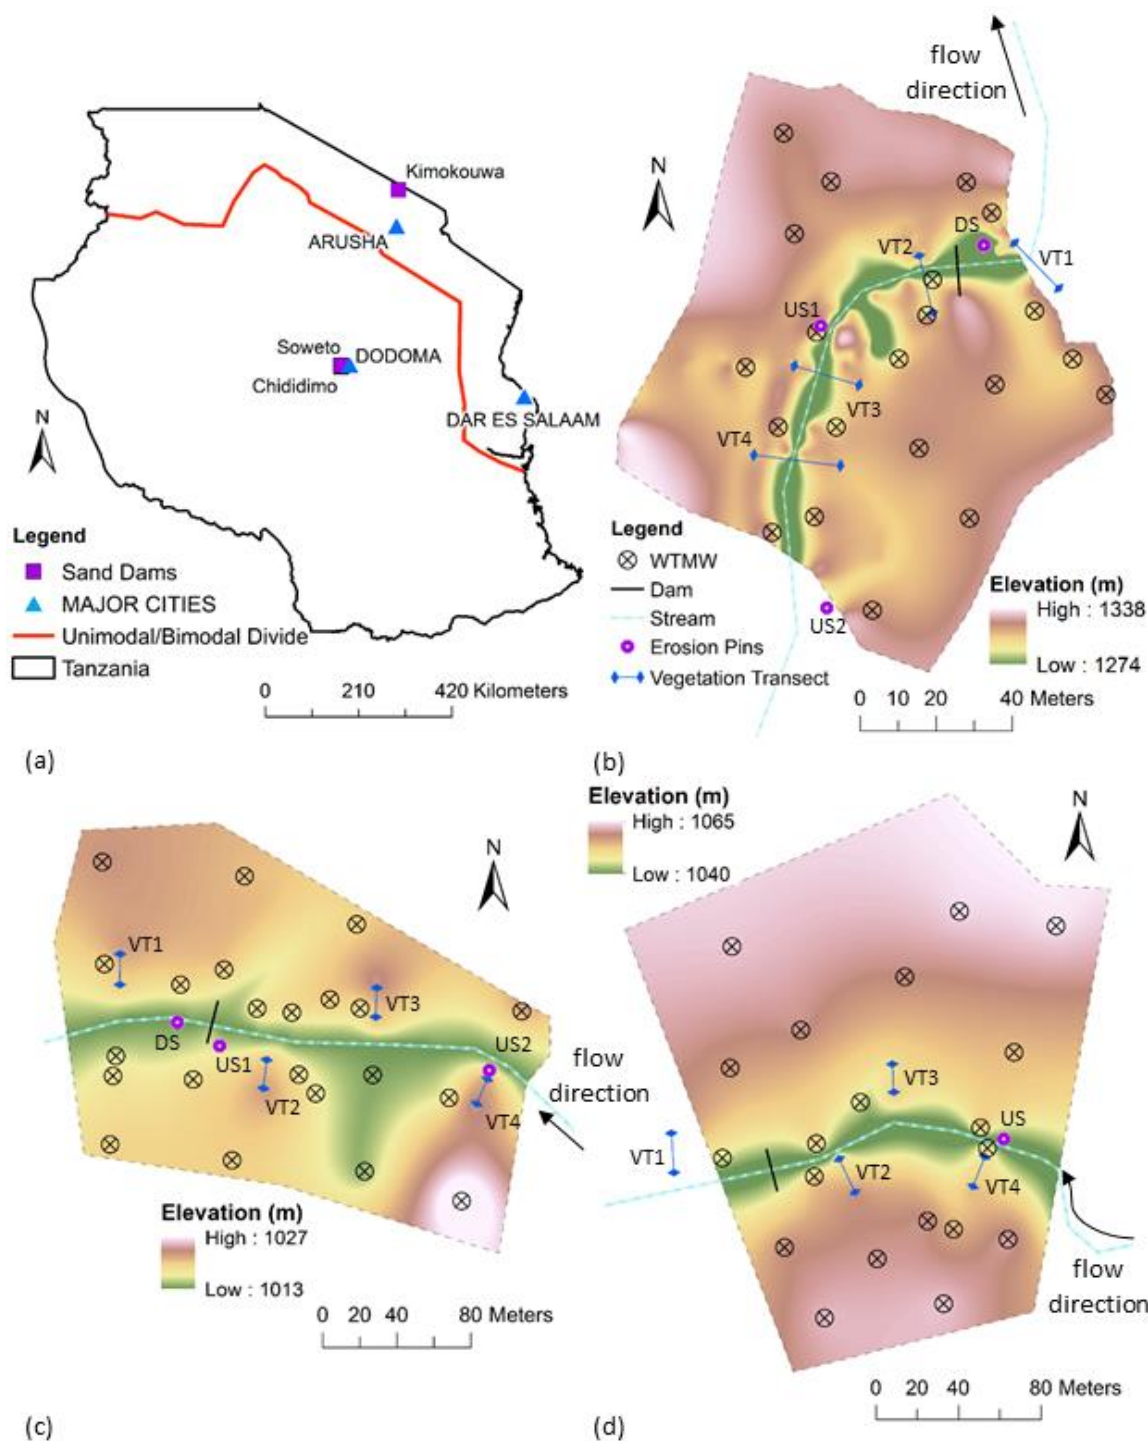 Kimokouwa
ARUSHA
Soweto
DODOMA
Chididimo
DAR ES SALAAM
N
Legend
Sand Dams
MAJOR CITIES
Unimodal/Bimodal Divide
Tanzania
0 210 420 Kilometers
(a)
flow
direction
N
DS
VT2
VT1
US1
VT3
VT4
US2
Legend
WTMW
Dam
Stream
Erosion Pins
Vegetation Transect
Elevation (m)
High : 1338
Low : 1274
0 10 20 40 Meters
(b)
N
VT1
VT3
DS
US1
US2
VT2
VT4
flow
direction
Elevation (m)
High : 1027
Low : 1013
0 20 40 80 Meters
(c)
Elevation (m)
High : 1065
Low : 1040
N
VT3
US
VT1
VT2
VT4
flow
direction
0 20 40 80 Meters
(d)